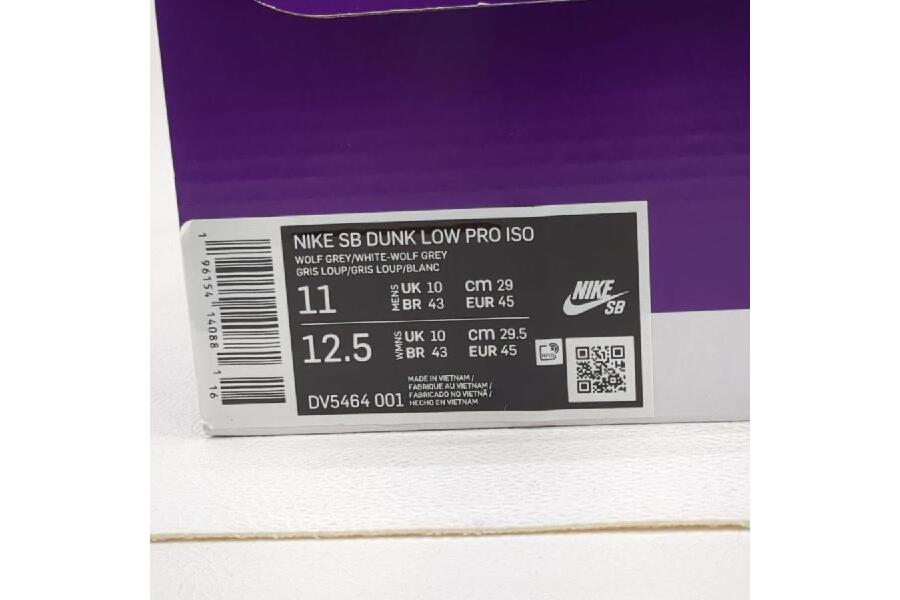 NIKE SB DUNK LOW PRO ISO
WOLF GREY/WHITE-WOLF GREY
GRIS LOUP/GRIS LOUP/BLANC
11 MENS UK 10 CM 29
BR 43 EUR 45
12.5 WMNS UK 10 CM 29.5
BR 43 EUR 45
MADE IN VIETNAM /
FABRIQUE AU VIETNAM /
FABRICADO NO VIETNÃ /
HECHO EN VIETNAM
DV5464 001
NIKE
SB
RFID
1 96154 14088 1 16